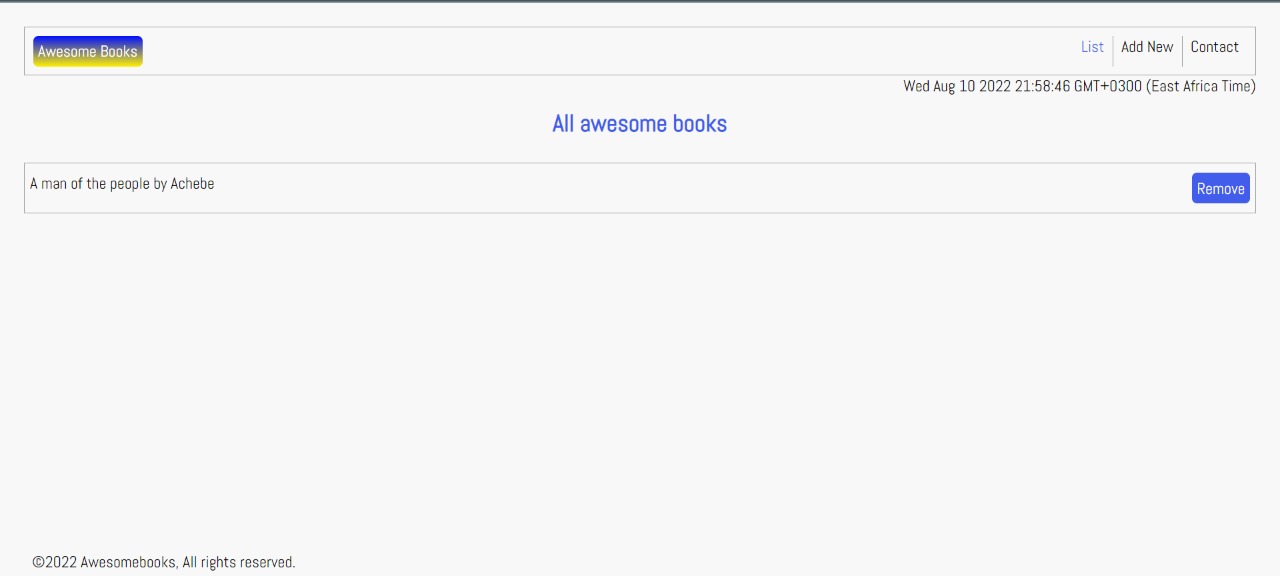 Awesome Books
List
Add New
Contact
Wed Aug 10 2022 21:58:46 GMT+0300 (East Africa Time)
All awesome books
A man of the people by Achebe
Remove
©2022 Awesomebooks, All rights reserved.